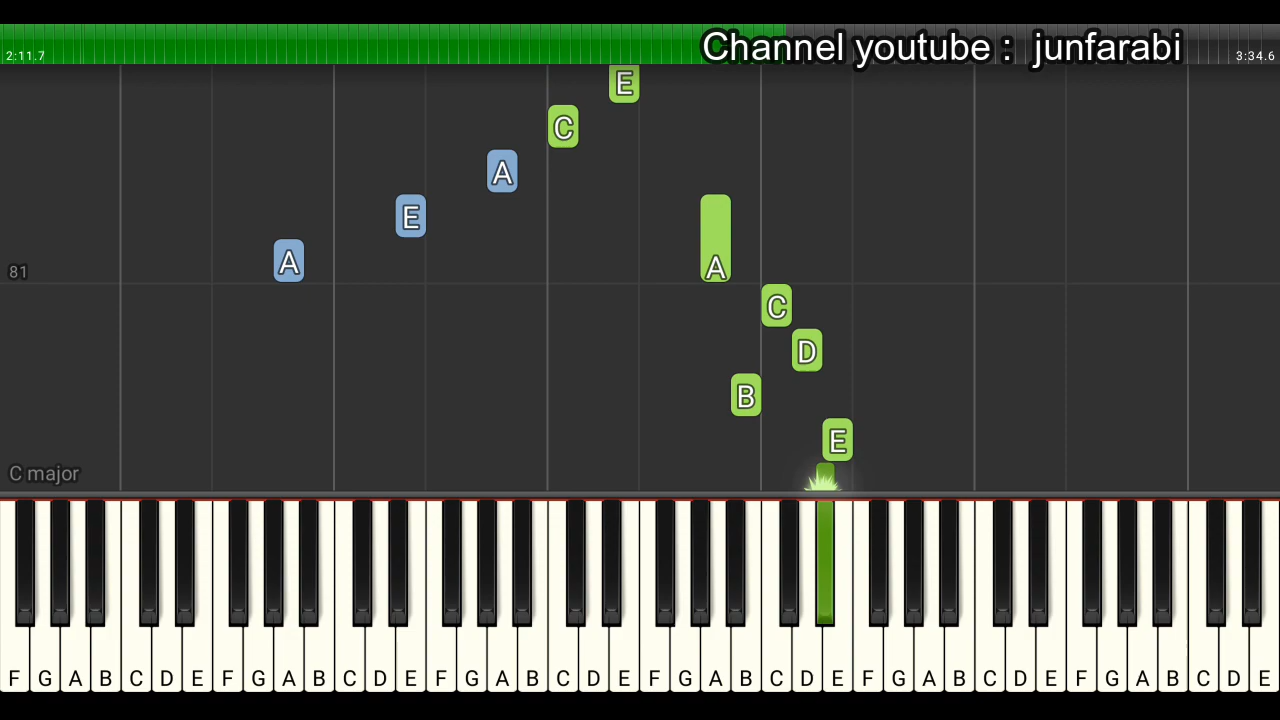 Channel youtube : junfarabi
2:11.7
3:34.6
E
C
A
E
A
A
81
C
D
B
E
C major
F G A B C D E F G A B C D E F G A B C D E F G A B C D E F G A B C D E F G A B C D E